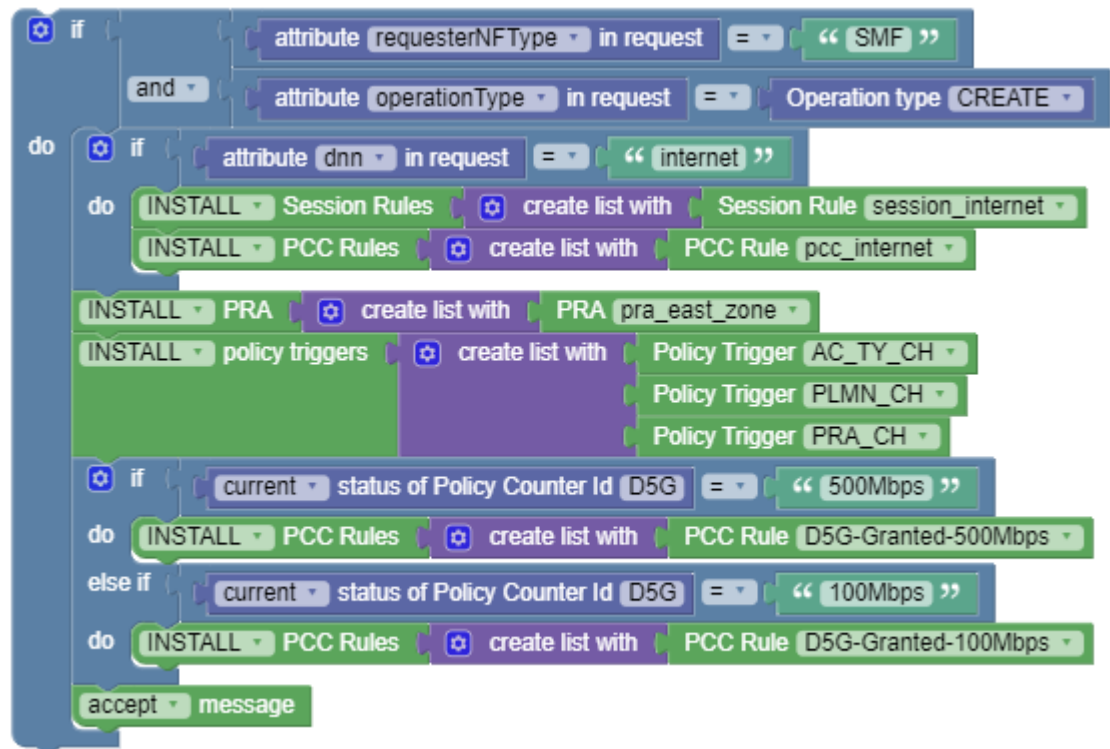 if attribute requesterNFType in request = “ SMF ”
and attribute operationType in request = Operation type CREATE
do if attribute dnn in request = “ internet ”
do INSTALL Session Rules create list with Session Rule session_internet
INSTALL PCC Rules create list with PCC Rule pcc_internet
INSTALL PRA create list with PRA pra_east_zone
INSTALL policy triggers create list with Policy Trigger AC_TY_CH
Policy Trigger PLMN_CH
Policy Trigger PRA_CH
if current status of Policy Counter Id D5G = “ 500Mbps ”
do INSTALL PCC Rules create list with PCC Rule D5G-Granted-500Mbps
else if current status of Policy Counter Id D5G = “ 100Mbps ”
do INSTALL PCC Rules create list with PCC Rule D5G-Granted-100Mbps
accept message